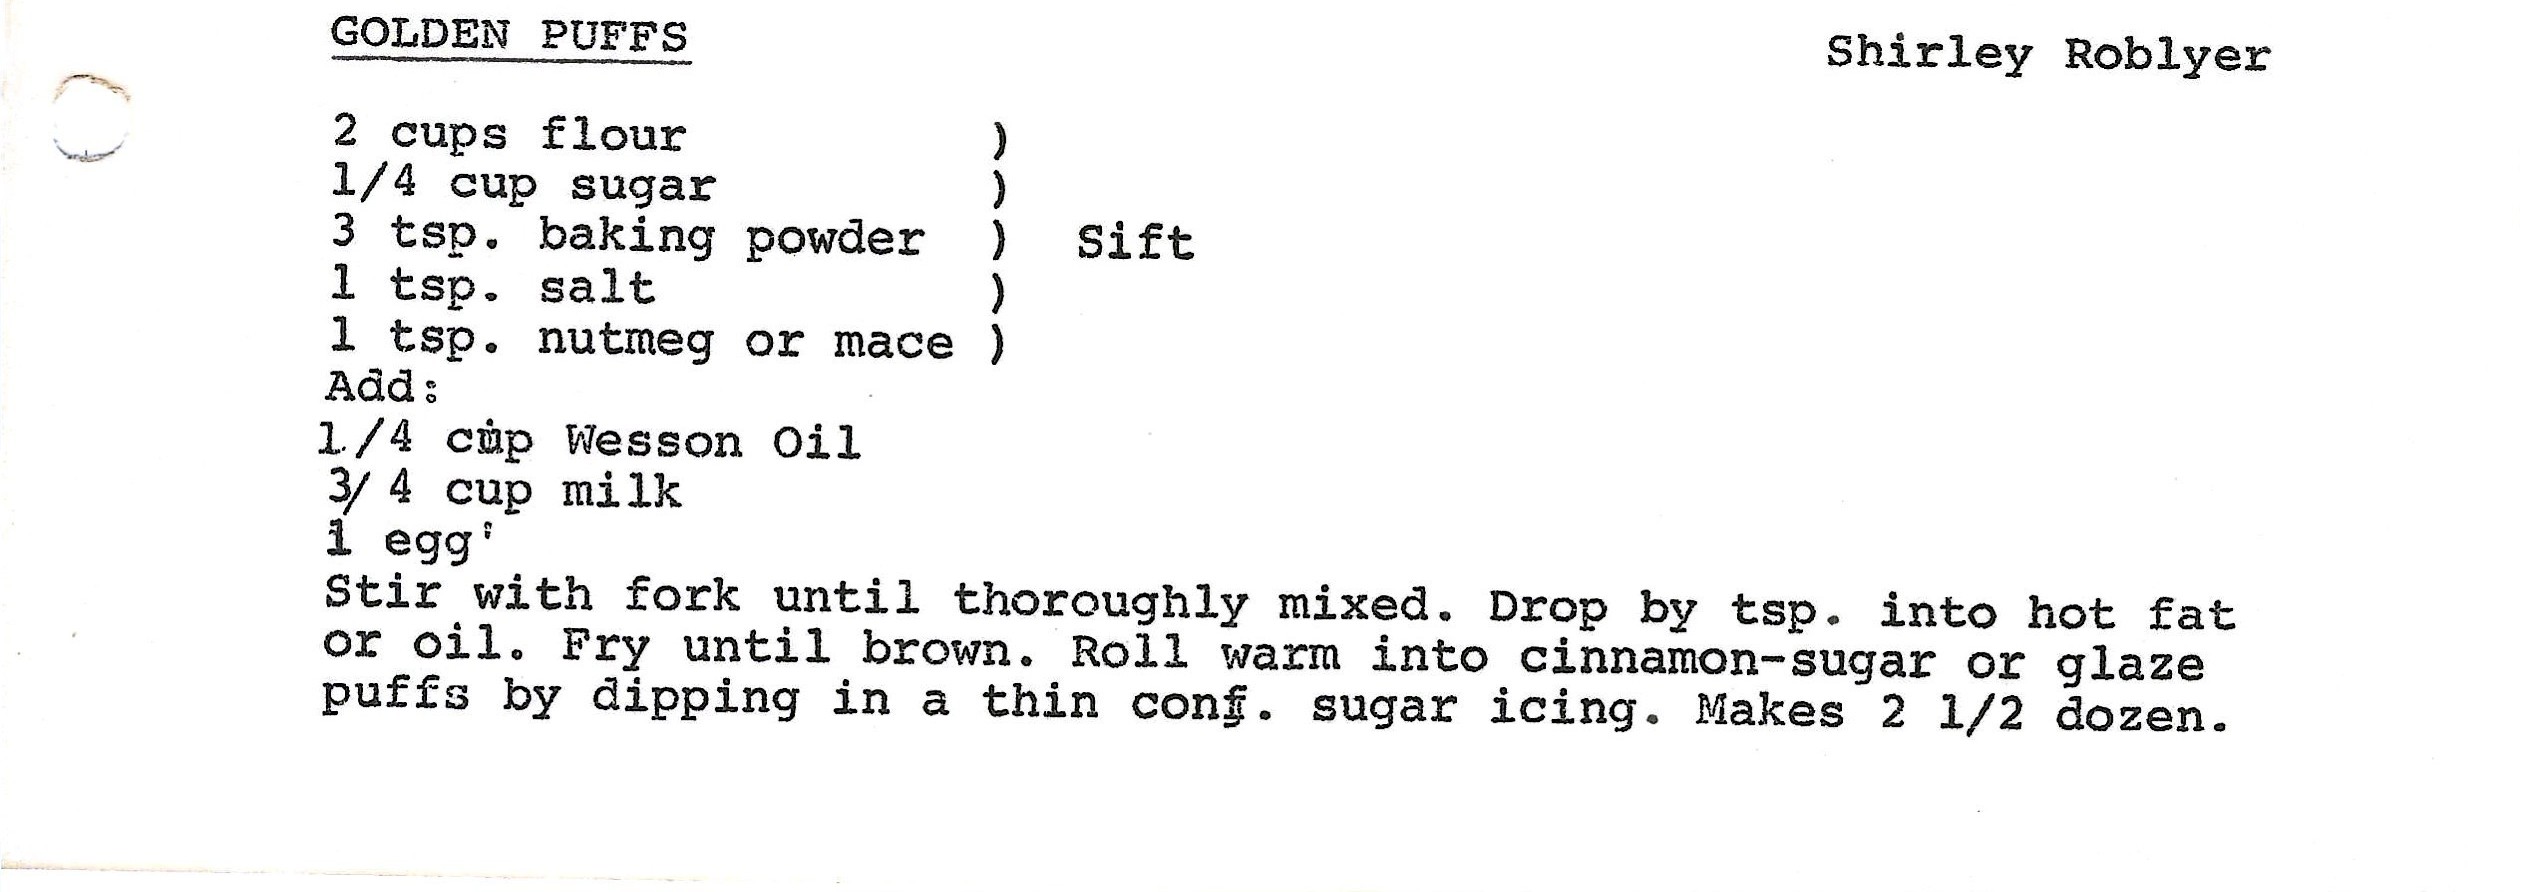 GOLDEN PUFFS Shirley Roblyer
2 cups flour )
1/4 cup sugar )
3 tsp. baking powder ) Sift
1 tsp. salt )
1 tsp. nutmeg or mace )
Add:
1/4 cup Wesson Oil
3/4 cup milk
1 egg
Stir with fork until thoroughly mixed. Drop by tsp. into hot fat
or oil. Fry until brown. Roll warm into cinnamon-sugar or glaze
puffs by dipping in a thin conf. sugar icing. Makes 2 1/2 dozen.